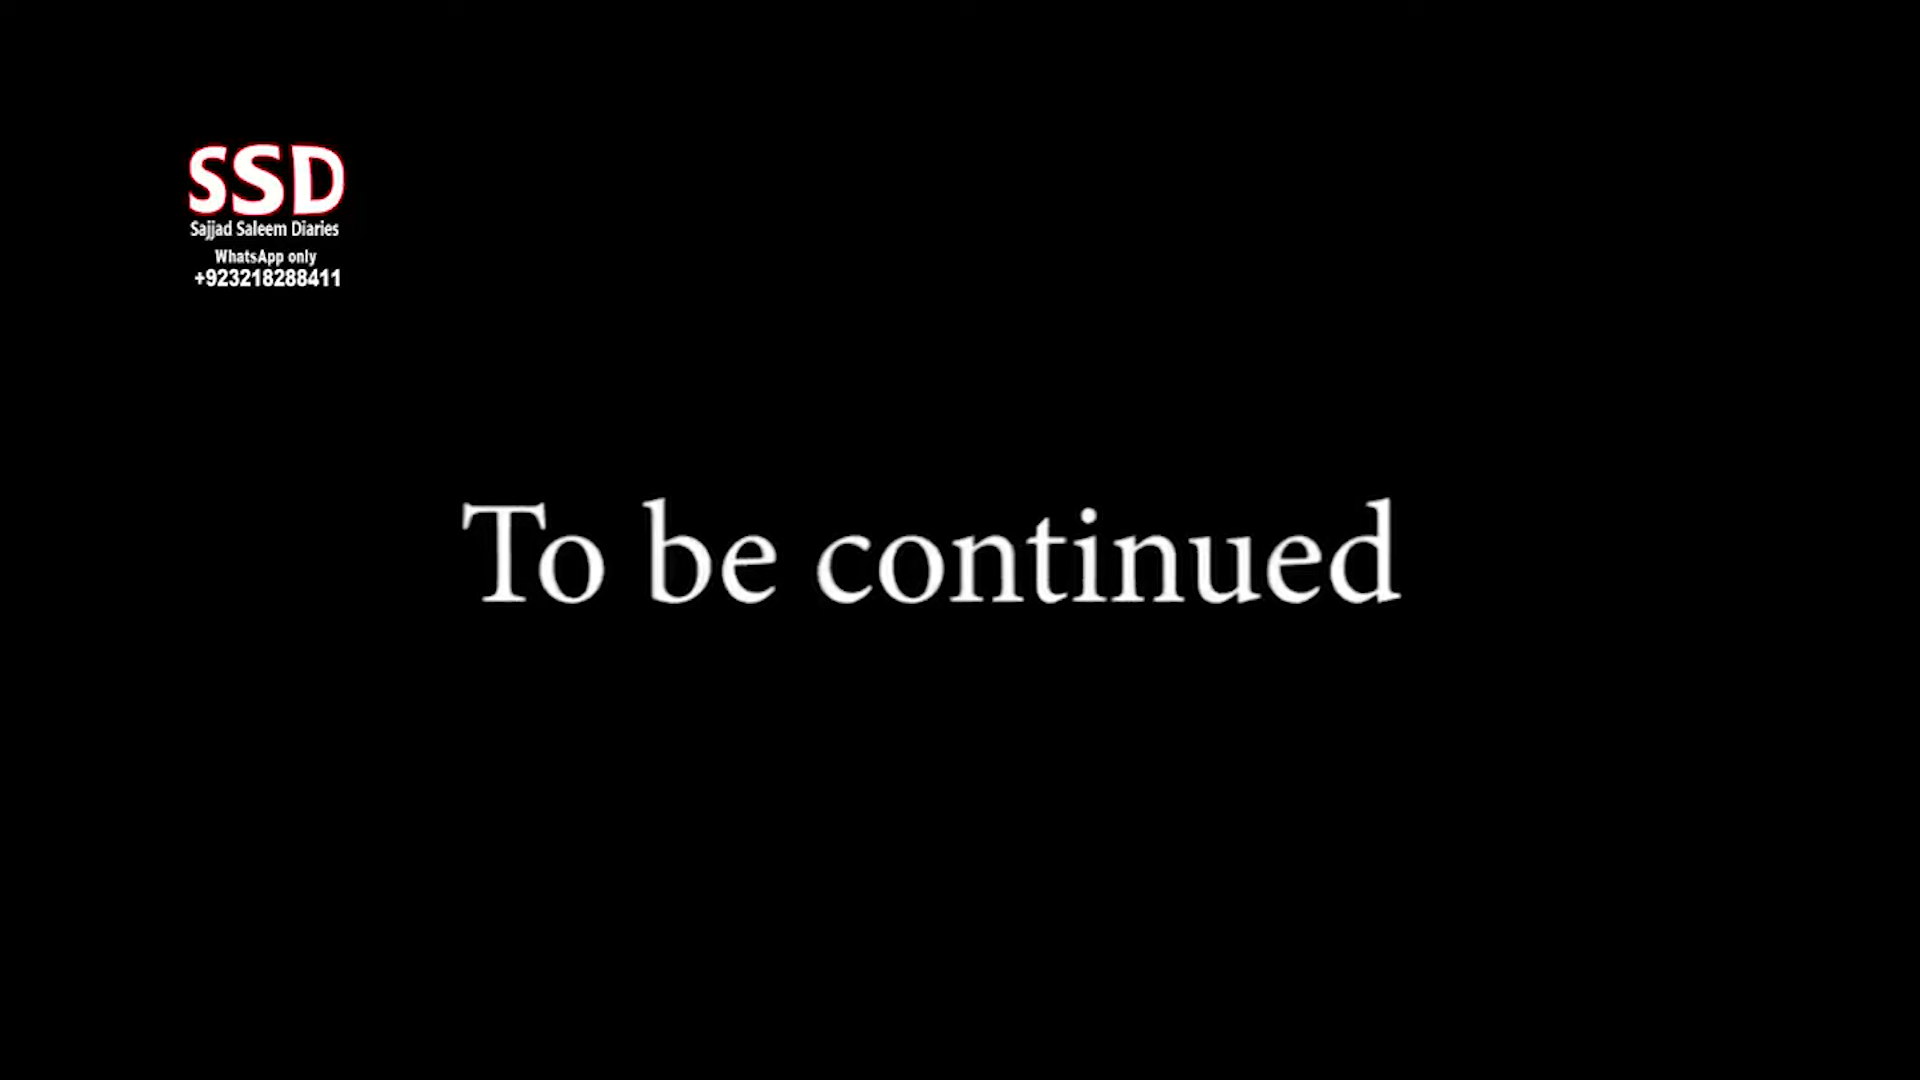 SSD
Sajjad Saleem Diaries
WhatsApp only
+923218288411
To be continued